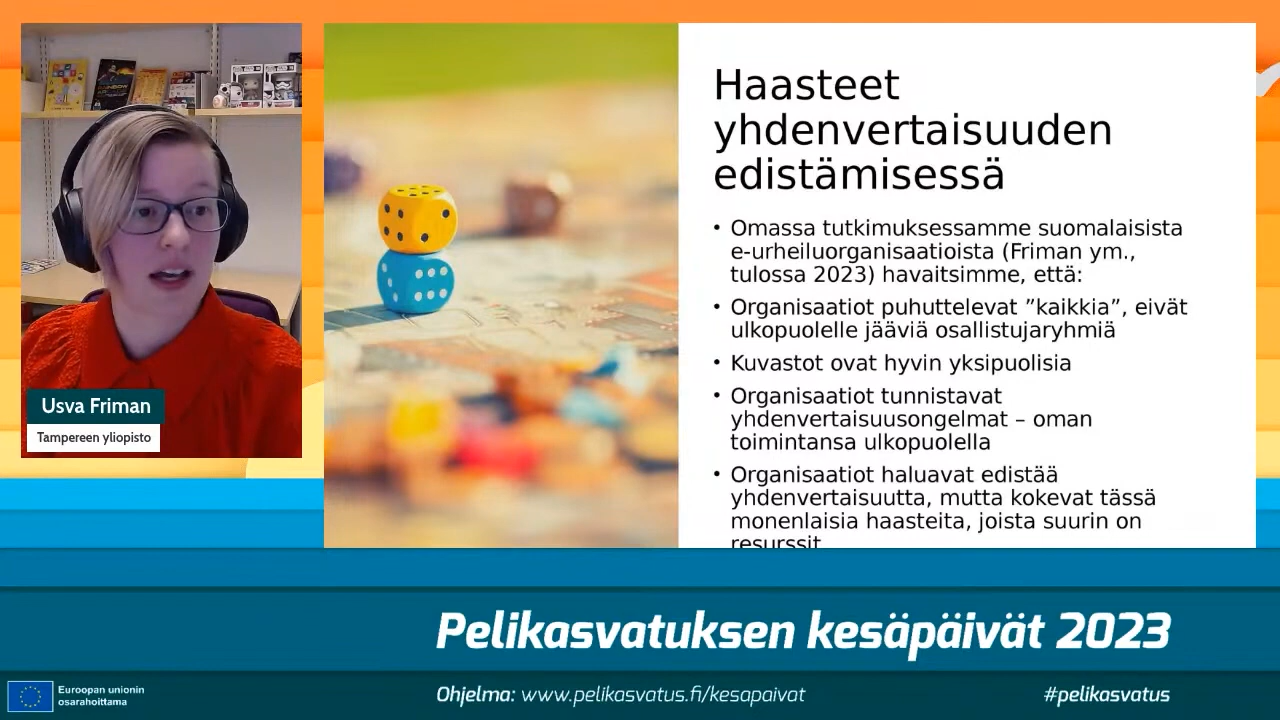 Haasteet
yhdenvertaisuuden
edistämisessä
• Omassa tutkimuksessamme suomalaisista
e-urheiluorganisaatioista (Friman ym.,
tulossa 2023) havaitsimme, että:
• Organisaatiot puhuttelevat ”kaikkia”, eivät
ulkopuolelle jääviä osallistujaryhmiä
• Kuvastot ovat hyvin yksipuolisia
• Organisaatiot tunnistavat
yhdenvertaisuusongelmat – oman
toimintansa ulkopuolella
• Organisaatiot haluavat edistää
yhdenvertaisuutta, mutta kokevat tässä
monenlaisia haasteita, joista suurin on
resurssit
Usva Friman
Tampereen yliopisto
Pelikasvatuksen kesäpäivät 2023
Euroopan unionin
osarahoittama
Ohjelma: www.pelikasvatus.fi/kesapaivat
#pelikasvatus